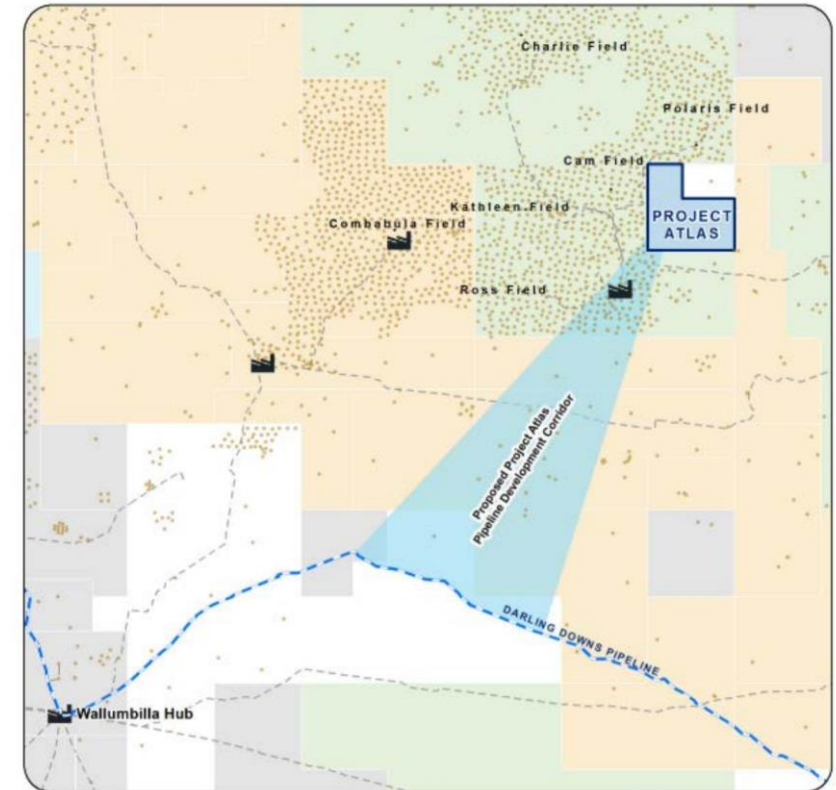 Charlie Field
Polaris Field
Cam Field
PROJECT
ATLAS
Kathleen Field
Combabula Field
Ross Field
Proposed Project Atlas
Pipeline Development Corridor
DARLING DOWNS PIPELINE
Wallumbilla Hub